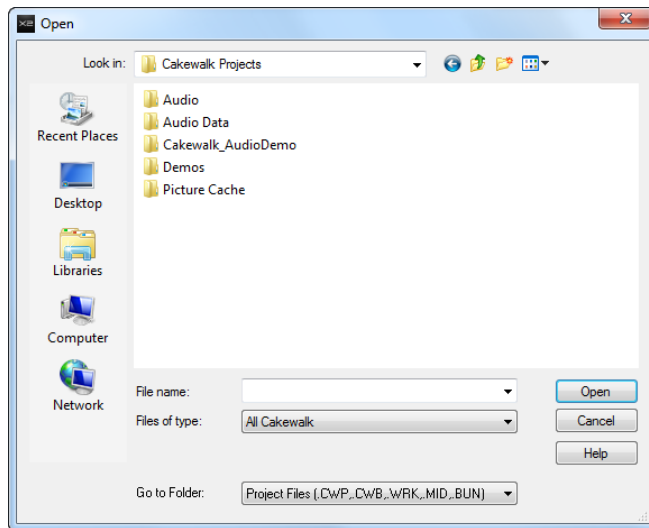 X2 Open
Look in: Cakewalk Projects
Recent Places
Desktop
Libraries
Computer
Network
Audio
Audio Data
Cakewalk_AudioDemo
Demos
Picture Cache
File name: Open
Files of type: All Cakewalk Cancel
Help
Go to Folder: Project Files (.CWP,.CWB,.WRK,.MID,.BUN)